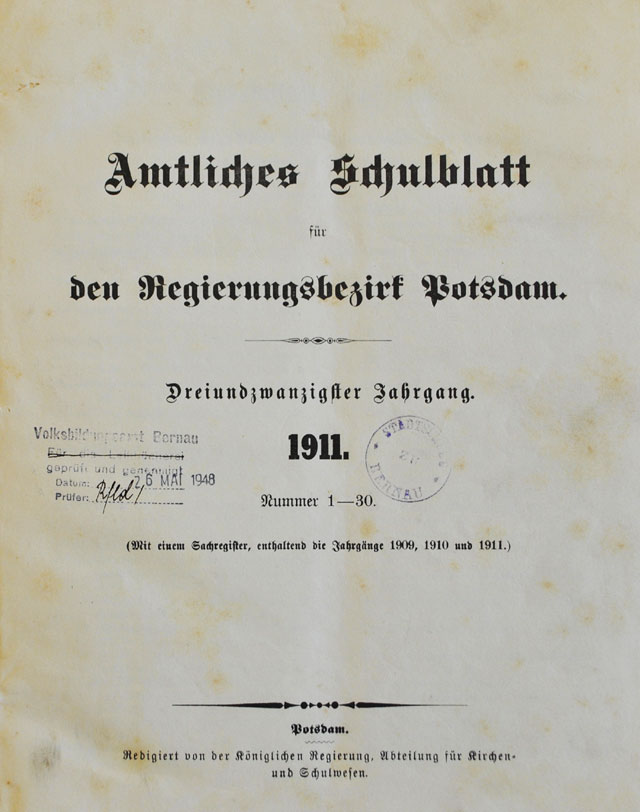 Amtliches Schulblatt
für
den Regierungsbezirk Potsdam.
Dreiundzwanzigster Jahrgang.
1911.
Nummer 1—30.
(Mit einem Sachregister, enthaltend die Jahrgänge 1909, 1910 und 1911.)
Volksbildungsamt Bernau
geprüft und genehmigt
Datum: 26 MAI 1948
Prüfer:
BERNAU
Potsdam.
Redigiert von der Königlichen Regierung, Abteilung für Kirchen-
und Schulwesen.